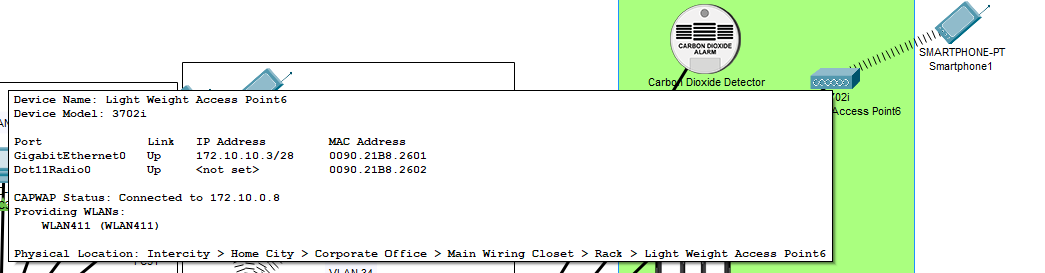 CARBON DIOXIDE
ALARM
Carbon Dioxide Detector
SMARTPHONE-PT
Smartphone1
02i
Access Point6
Device Name: Light Weight Access Point6
Device Model: 3702i
Port Link IP Address MAC Address
GigabitEthernet0 Up 172.10.10.3/28 0090.21B8.2601
Dot11Radio0 Up <not set> 0090.21B8.2602
CAPWAP Status: Connected to 172.10.0.8
Providing WLANs:
WLAN411 (WLAN411)
Physical Location: Intercity > Home City > Corporate Office > Main Wiring Closet > Rack > Light Weight Access Point6
VLAN 34